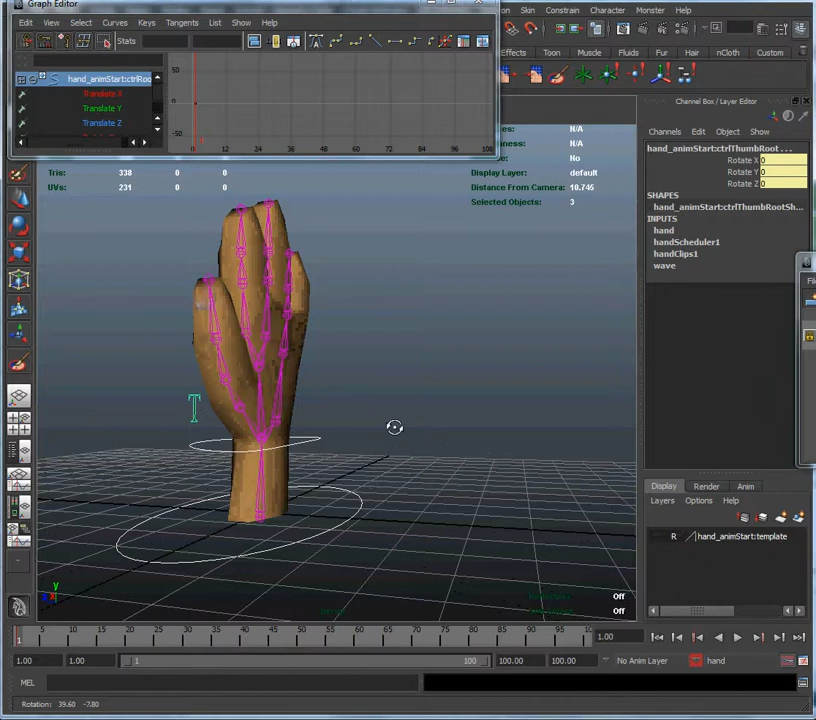 Graph Editor
Edit View Select Curves Keys Tangents List Show Help
Stats
hand_animStart:ctrlRoo
Translate X
Translate Y
Translate Z
50
0
-50
1
0 12 24 36 48 60 72 84 96 108
Skin Constrain Character Muscle Help
Effects Toon Muscle Fluids Fur Hair nCloth Custom
N/A
N/A
No
Tris: 338 0 0
UVs: 231 0 0
Display Layer: default
Distance From Camera: 10.745
Selected Objects: 3
T
Off
Off
y
x
Channel Box / Layer Editor
Channels Edit Object Show
hand_animStart:ctrlThumbRoot ...
Rotate X 0
Rotate Y 0
Rotate Z 0
SHAPES
hand_animStart:ctrlThumbRootSh...
INPUTS
hand
handScheduler1
handClips1
wave
Display Render Anim
Layers Options Help
R hand_animStart:template
1 5 10 15 20 25 30 35 40 45 50 55 60 65 70 75 80 85 90 95 10
1.00
1.00 1.00 1 100 100.00 100.00 No Anim Layer hand
MEL
Rotation: 39.60 -7.80